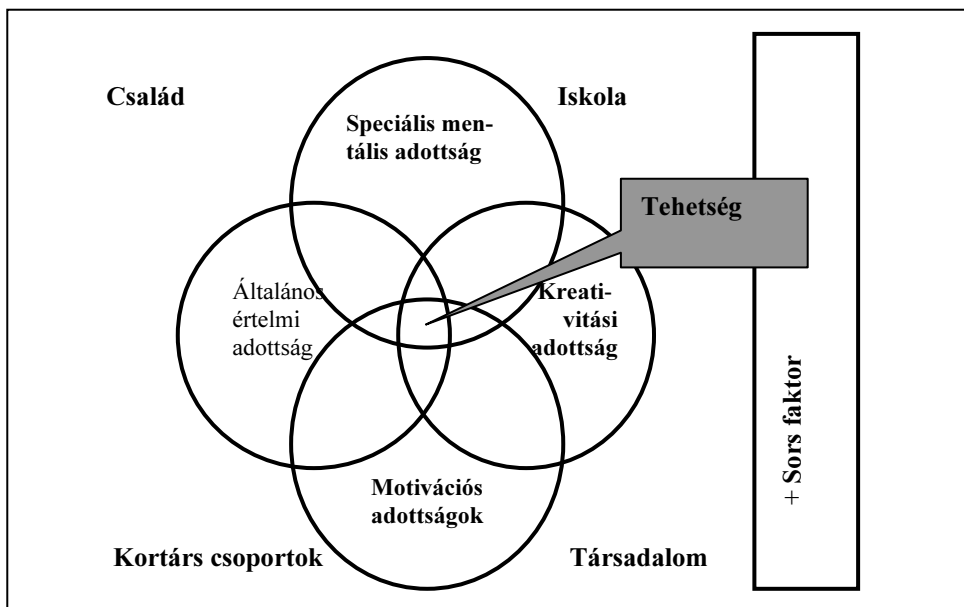 Család
Iskola
Speciális men-
tális adottság
Tehetség
Általános
értelmi
adottság
Kreati-
vitási
adottság
Motivációs
adottságok
Kortárs csoportok
Társadalom
+ Sors faktor